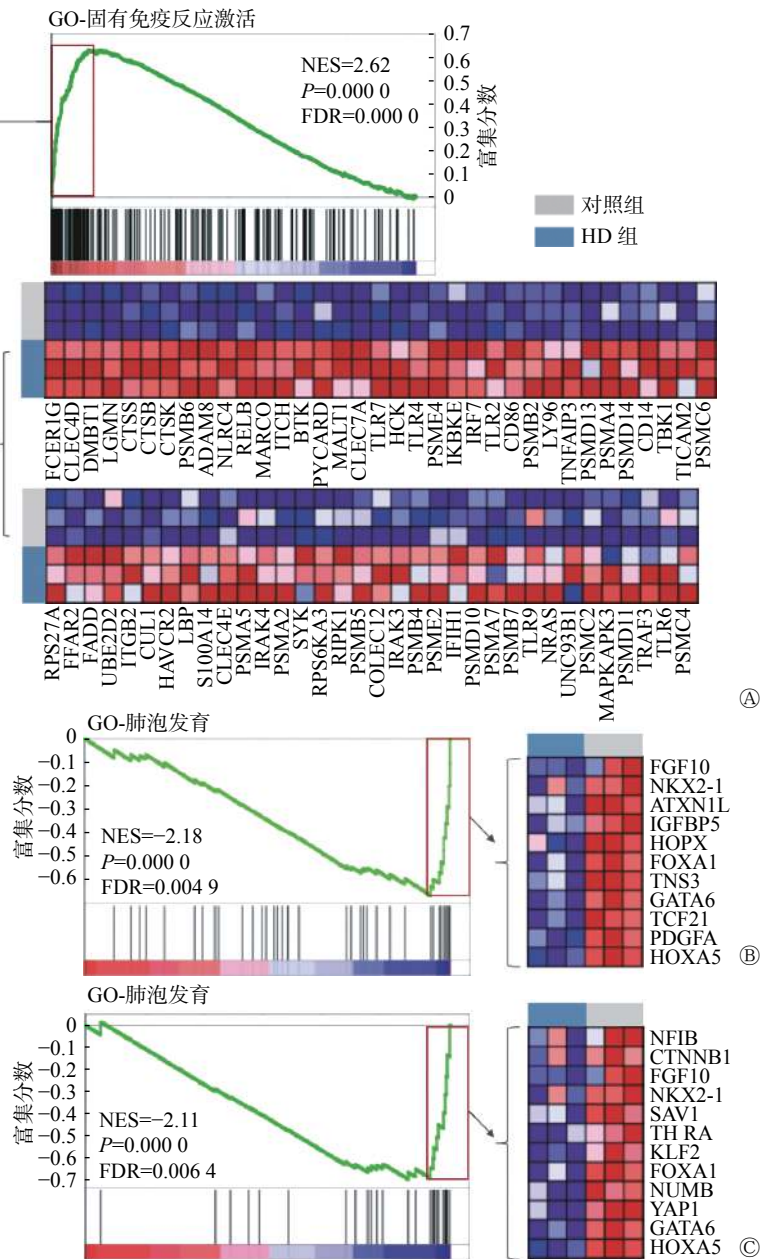 GO-固有免疫反应激活
NES=2.62
P=0.000 0
FDR=0.000 0
0.7
0.6
0.5
0.4
0.3
0.2
0.1
0
富集分数
对照组
HD 组
FCER1G
CLEC4D
DMBT1
LGMN
CTSS
CTSB
CTSK
PSMB6
ADAM8
NLRC4
RELB
MARCO
ITCH
BTK
PYCARD
MALT1
CLEC7A
TLR7
HCK
TLR4
PSME4
IKBKE
IRF7
TLR2
CD86
PSMB2
LY96
TNFAIP3
PSMD13
PSMA4
PSMD14
CD14
TBK1
TICAM2
PSMC6
RPS27A
FFAR2
FADD
UBE2D2
ITGB2
CUL1
HAVCR2
LBP
S100A14
CLEC4E
PSMA5
IRAK4
PSMA2
SYK
RPS6KA3
RIPK1
PSMB5
COLEC12
IRAK3
PSMB4
PSME2
IFIH1
PSMD10
PSMA7
PSMB7
TLR9
NRAS
UNC93B1
PSMC2
MAPKAPK3
PSMD11
TRAF3
TLR6
PSMC4
Ⓐ
GO-肺泡发育
0
−0.1
−0.2
−0.3
−0.4
−0.5
−0.6
富集分数
NES=−2.18
P=0.000 0
FDR=0.004 9
FGF10
NKX2-1
ATXN1L
IGFBP5
HOPX
FOXA1
TNS3
GATA6
TCF21
PDGFA
HOXA5
Ⓑ
GO-肺泡发育
0
−0.1
−0.2
−0.3
−0.4
−0.5
−0.6
−0.7
富集分数
NES=−2.11
P=0.000 0
FDR=0.006 4
NFIB
CTNNB1
FGF10
NKX2-1
SAV1
TH RA
KLF2
FOXA1
NUMB
YAP1
GATA6
HOXA5
Ⓒ